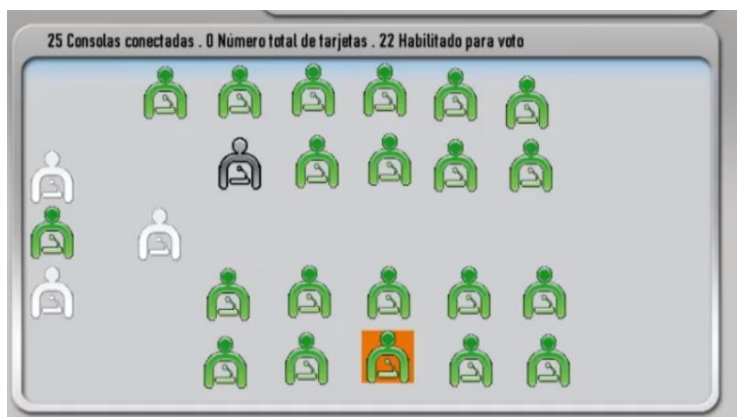 25 Consolas conectadas . 0 Número total de tarjetas . 22 Habilitado para voto